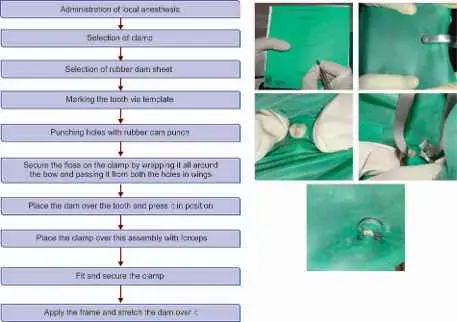 Administration of local anesthesia
Selection of clamp
Selection of rubber dam sheet
Marking the tooth via template
Punching holes with rubber dam punch
Secure the floss on the clamp by wrapping it all around
the bow and passing it from both the holes in wings
Place the dam over the tooth and press it in position
Place the clamp over this assembly with forceps
Fit and secure the clamp
Apply the frame and stretch the dam over it